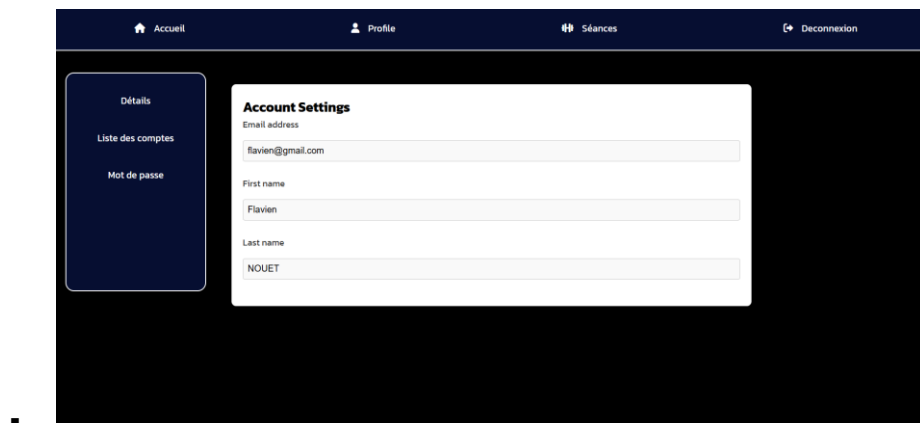 Accueil Profile Séances Deconnexion
Détails
Liste des comptes
Mot de passe
Account Settings
Email address
flavien@gmail.com
First name
Flavien
Last name
NOUET